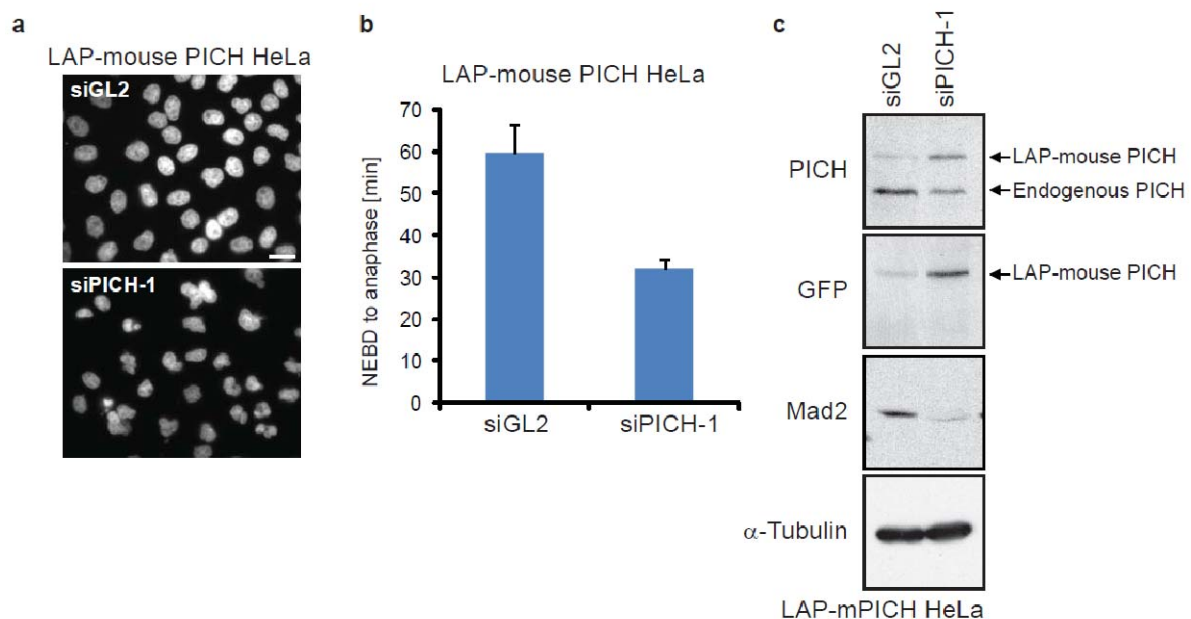 a
LAP-mouse PICH HeLa
siGL2
siPICH-1
b
LAP-mouse PICH HeLa
NEBD to anaphase [min]
70
60
50
40
30
20
10
0
siGL2
siPICH-1
c
siGL2
siPICH-1
PICH
LAP-mouse PICH
Endogenous PICH
GFP
LAP-mouse PICH
Mad2
α-Tubulin
LAP-mPICH HeLa